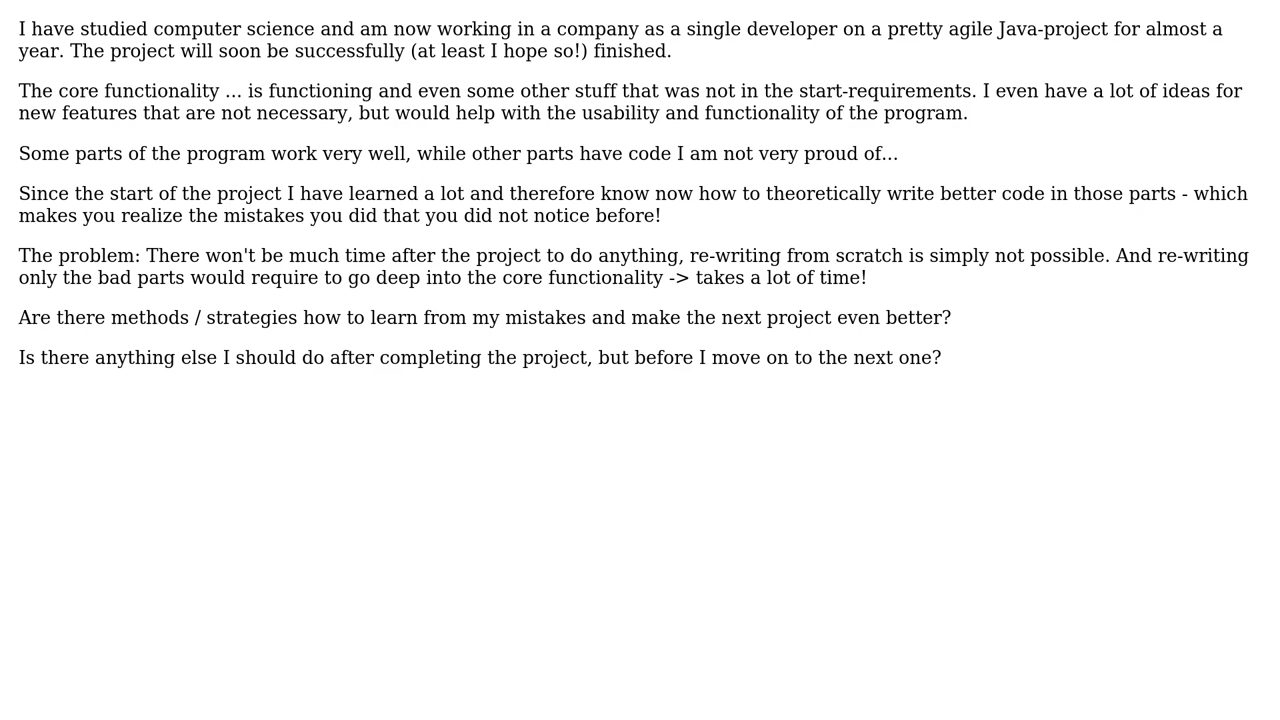 I have studied computer science and am now working in a company as a single developer on a pretty agile Java-project for almost a
year. The project will soon be successfully (at least I hope so!) finished.
The core functionality ... is functioning and even some other stuff that was not in the start-requirements. I even have a lot of ideas for
new features that are not necessary, but would help with the usability and functionality of the program.
Some parts of the program work very well, while other parts have code I am not very proud of...
Since the start of the project I have learned a lot and therefore know now how to theoretically write better code in those parts - which
makes you realize the mistakes you did that you did not notice before!
The problem: There won't be much time after the project to do anything, re-writing from scratch is simply not possible. And re-writing
only the bad parts would require to go deep into the core functionality -> takes a lot of time!
Are there methods / strategies how to learn from my mistakes and make the next project even better?
Is there anything else I should do after completing the project, but before I move on to the next one?